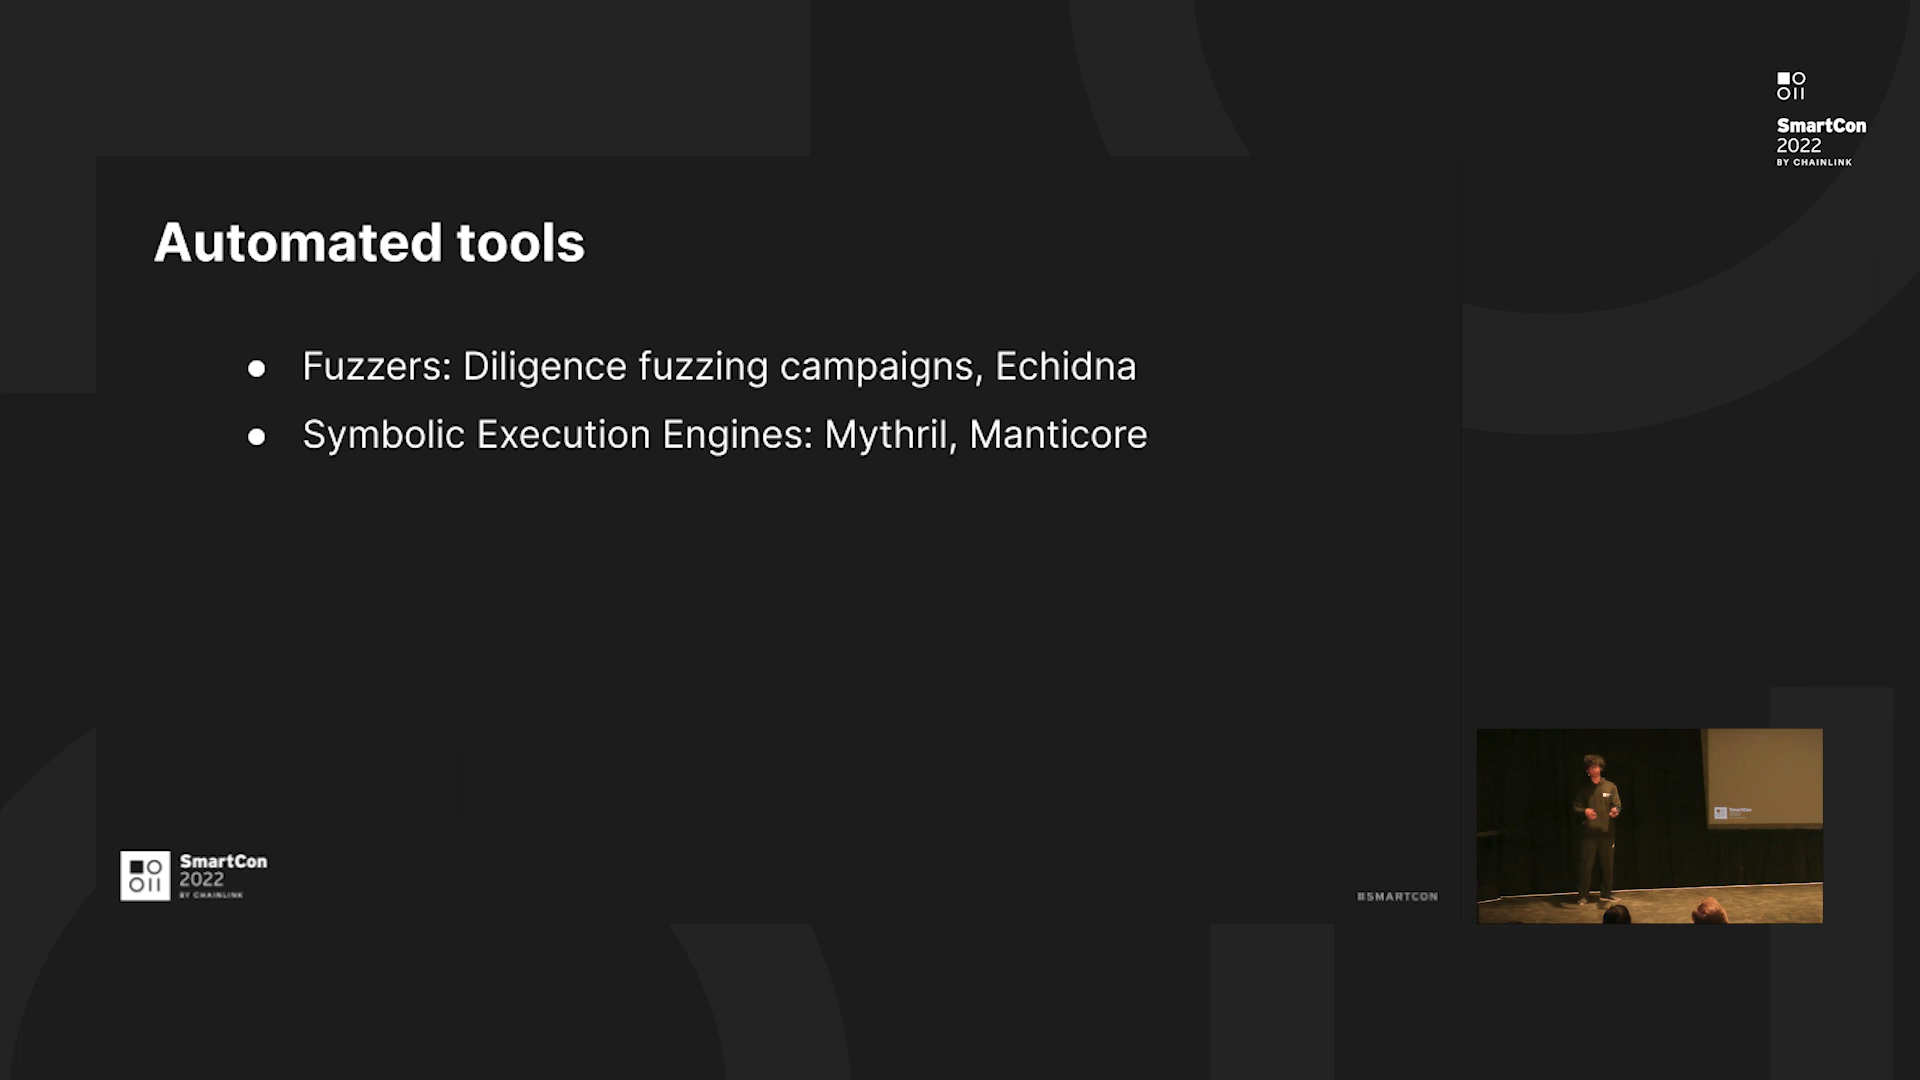 SmartCon
2022
BY CHAINLINK
Automated tools
● Fuzzers: Diligence fuzzing campaigns, Echidna
● Symbolic Execution Engines: Mythril, Manticore
SmartCon
2022
BY CHAINLINK
#SMARTCON
SmartCon